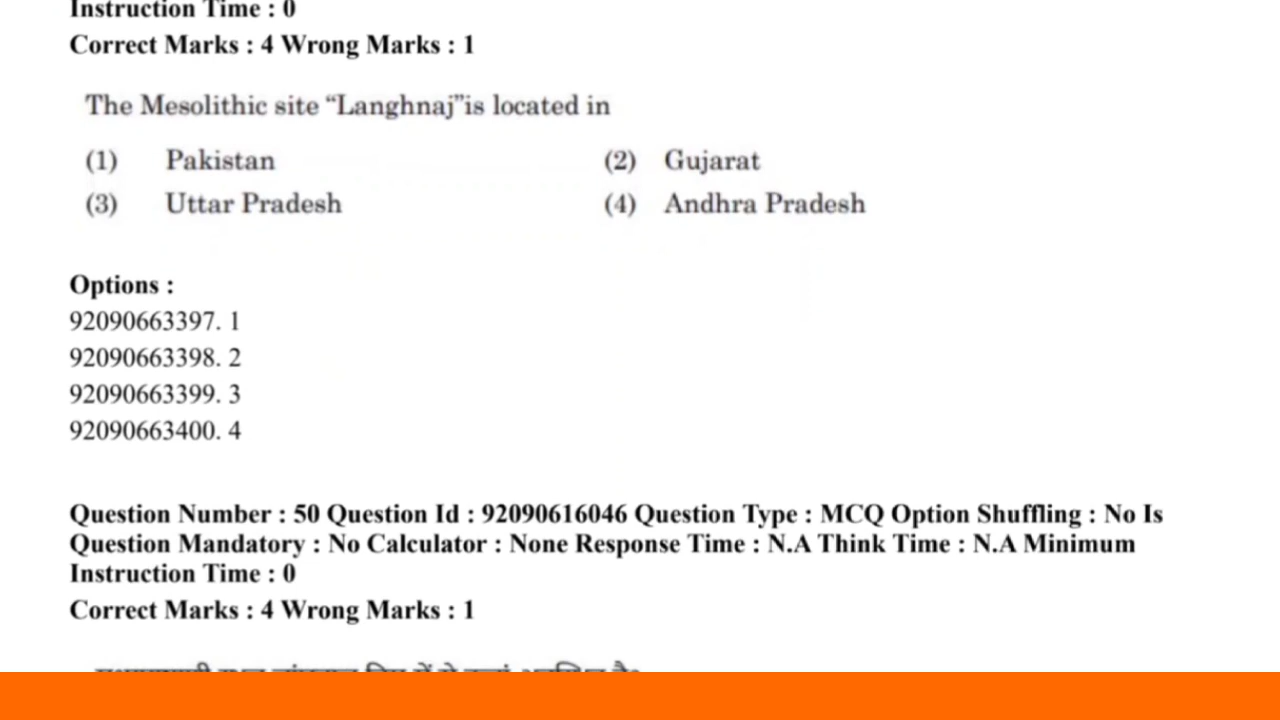 Instruction Time : 0
Correct Marks : 4 Wrong Marks : 1
The Mesolithic site “Langhnaj”is located in
(1) Pakistan (2) Gujarat
(3) Uttar Pradesh (4) Andhra Pradesh
Options :
92090663397. 1
92090663398. 2
92090663399. 3
92090663400. 4
Question Number : 50 Question Id : 92090616046 Question Type : MCQ Option Shuffling : No Is
Question Mandatory : No Calculator : None Response Time : N.A Think Time : N.A Minimum
Instruction Time : 0
Correct Marks : 4 Wrong Marks : 1